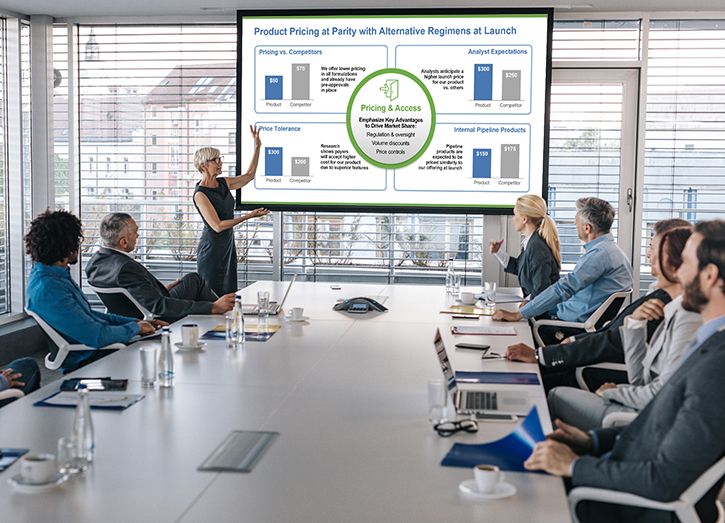 Product Pricing at Parity with Alternative Regimens at Launch
Pricing vs. Competitors
$50
$75
Product
Competitor
We offer lower pricing
in all formulations
and already have
pre-approvals
in place
Analyst Expectations
Analysts anticipate a
higher launch price
for our product
vs. others
$300
$250
Product
Competitor
Pricing & Access
Emphasize Key Advantages
to Drive Market Share:
Regulation & oversight
Volume discounts
Price controls
Price Tolerance
$300
$200
Product
Competitor
Research
shows payers
will accept higher
cost for our product
due to superior features
Internal Pipeline Products
Pipeline
products are
expected to be
priced similarly to
our offering at launch
$150
$175
Product
Competitor